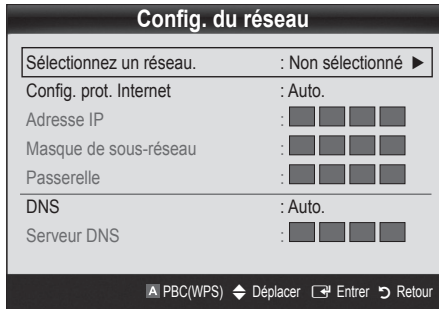 Config. du réseau
Sélectionnez un réseau. : Non sélectionné ▶
Config. prot. Internet : Auto.
Adresse IP :
Masque de sous-réseau :
Passerelle :
DNS : Auto.
Serveur DNS :
A PBC(WPS) Déplacer Entrer Retour